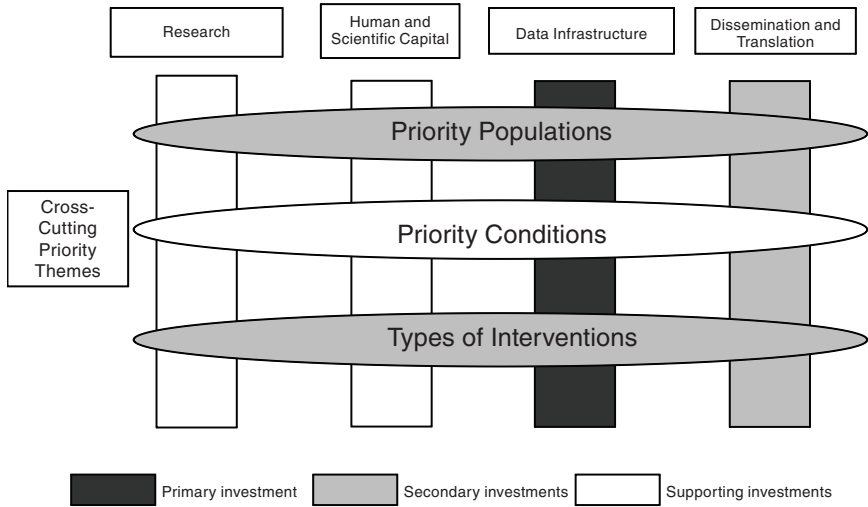 Research
Human and
Scientific Capital
Data Infrastructure
Dissemination and
Translation
Priority Populations
Cross-
Cutting
Priority
Themes
Priority Conditions
Types of Interventions
Primary investment
Secondary investments
Supporting investments